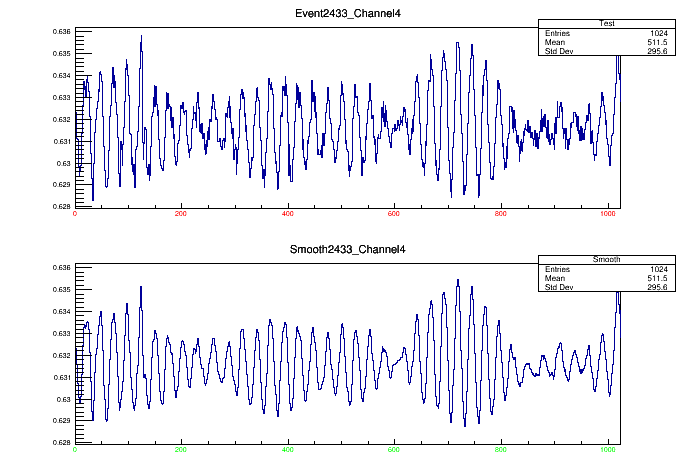 Event2433_Channel4
Test
Entries 1024
Mean 511.5
Std Dev 295.6
0.636
0.635
0.634
0.633
0.632
0.631
0.63
0.629
0.628
0 200 400 600 800 1000
Smooth2433_Channel4
Smooth
Entries 1024
Mean 511.5
Std Dev 295.6
0.636
0.635
0.634
0.633
0.632
0.631
0.63
0.629
0.628
0 200 400 600 800 1000